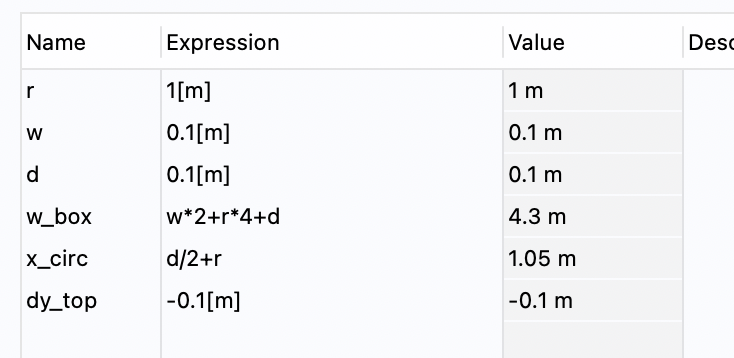 Name Expression Value Desc
r 1[m] 1 m
w 0.1[m] 0.1 m
d 0.1[m] 0.1 m
w_box w*2+r*4+d 4.3 m
x_circ d/2+r 1.05 m
dy_top -0.1[m] -0.1 m